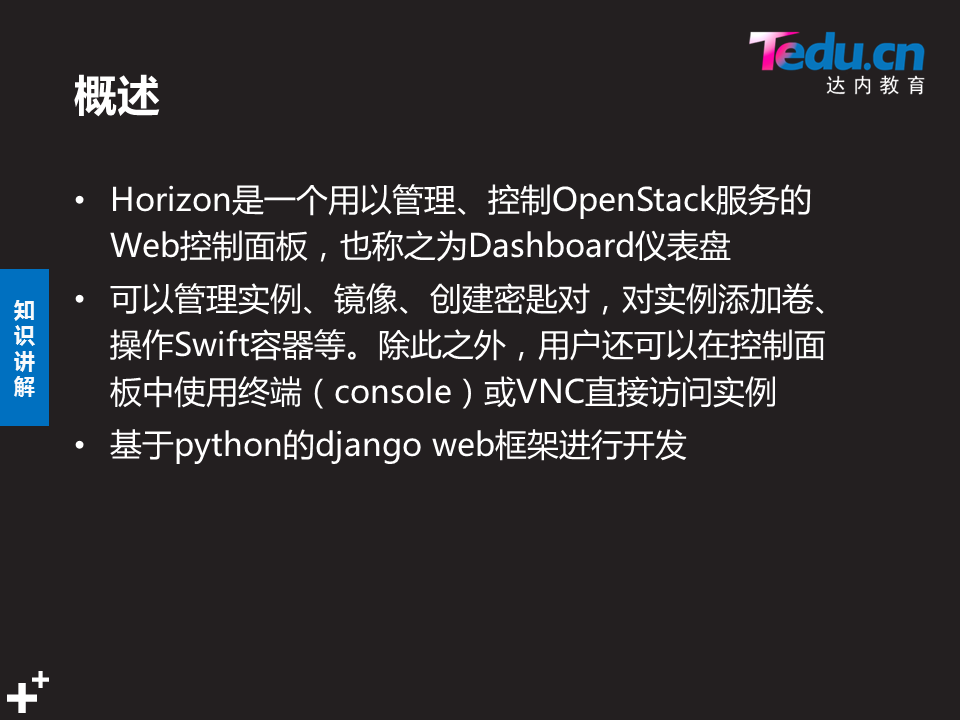 Tedu.cn
达内教育
概述
• Horizon是一个用以管理、控制OpenStack服务的
Web控制面板，也称之为Dashboard仪表盘
• 可以管理实例、镜像、创建密匙对，对实例添加卷、
操作Swift容器等。除此之外，用户还可以在控制面
板中使用终端（console）或VNC直接访问实例
• 基于python的django web框架进行开发
知
识
讲
解